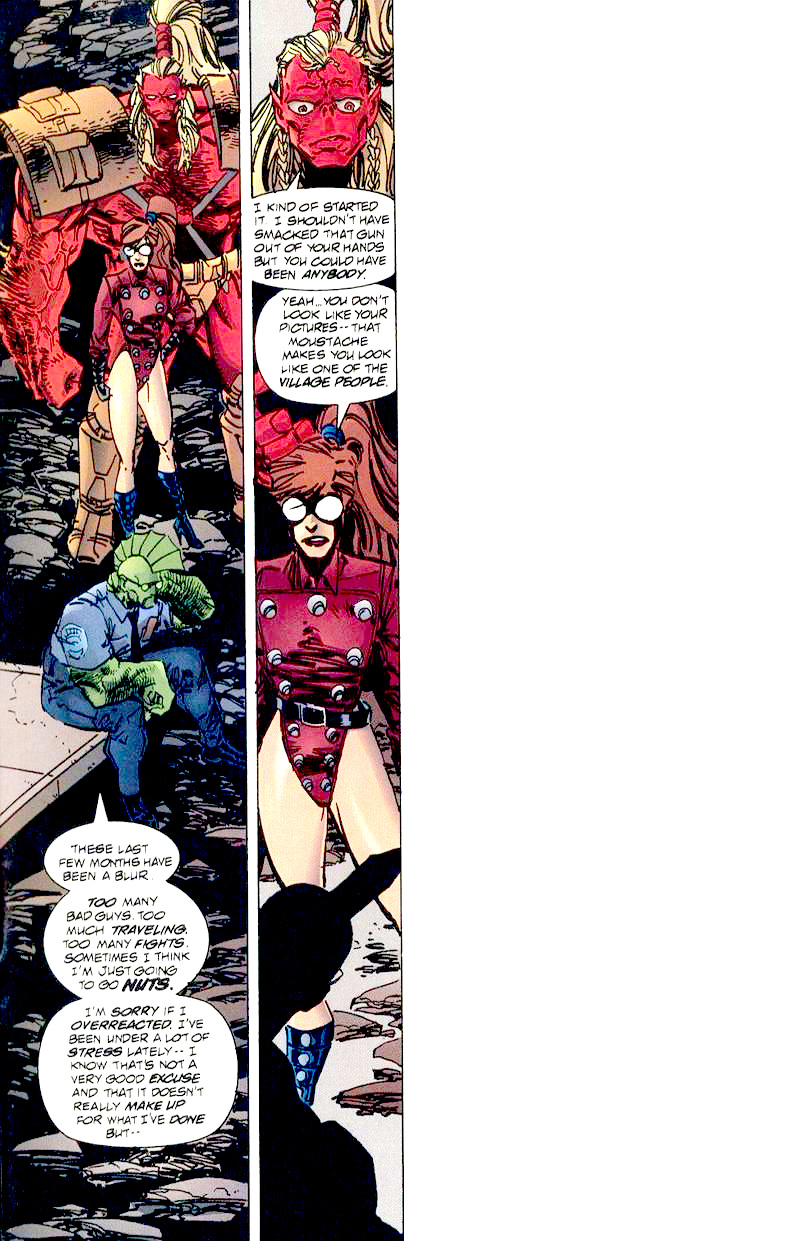 THESE LAST
FEW MONTHS HAVE
BEEN A BLUR.
TOO MANY
BAD GUYS. TOO
MUCH TRAVELING.
TOO MANY FIGHTS.
SOMETIMES I THINK
I'M JUST GOING
TO GO NUTS.
I'M SORRY IF I
OVERREACTED. I'VE
BEEN UNDER A LOT OF
STRESS LATELY-- I
KNOW THAT'S NOT A
VERY GOOD EXCUSE
AND THAT IT DOESN'T
REALLY MAKE UP
FOR WHAT I'VE DONE
BUT--
I KIND OF STARTED
IT. I SHOULDN'T HAVE
SMACKED THAT GUN
OUT OF YOUR HANDS
BUT YOU COULD HAVE
BEEN ANYBODY.
YEAH...YOU DON'T
LOOK LIKE YOUR
PICTURES-- THAT
MOUSTACHE
MAKES YOU LOOK
LIKE ONE OF THE
VILLAGE PEOPLE.